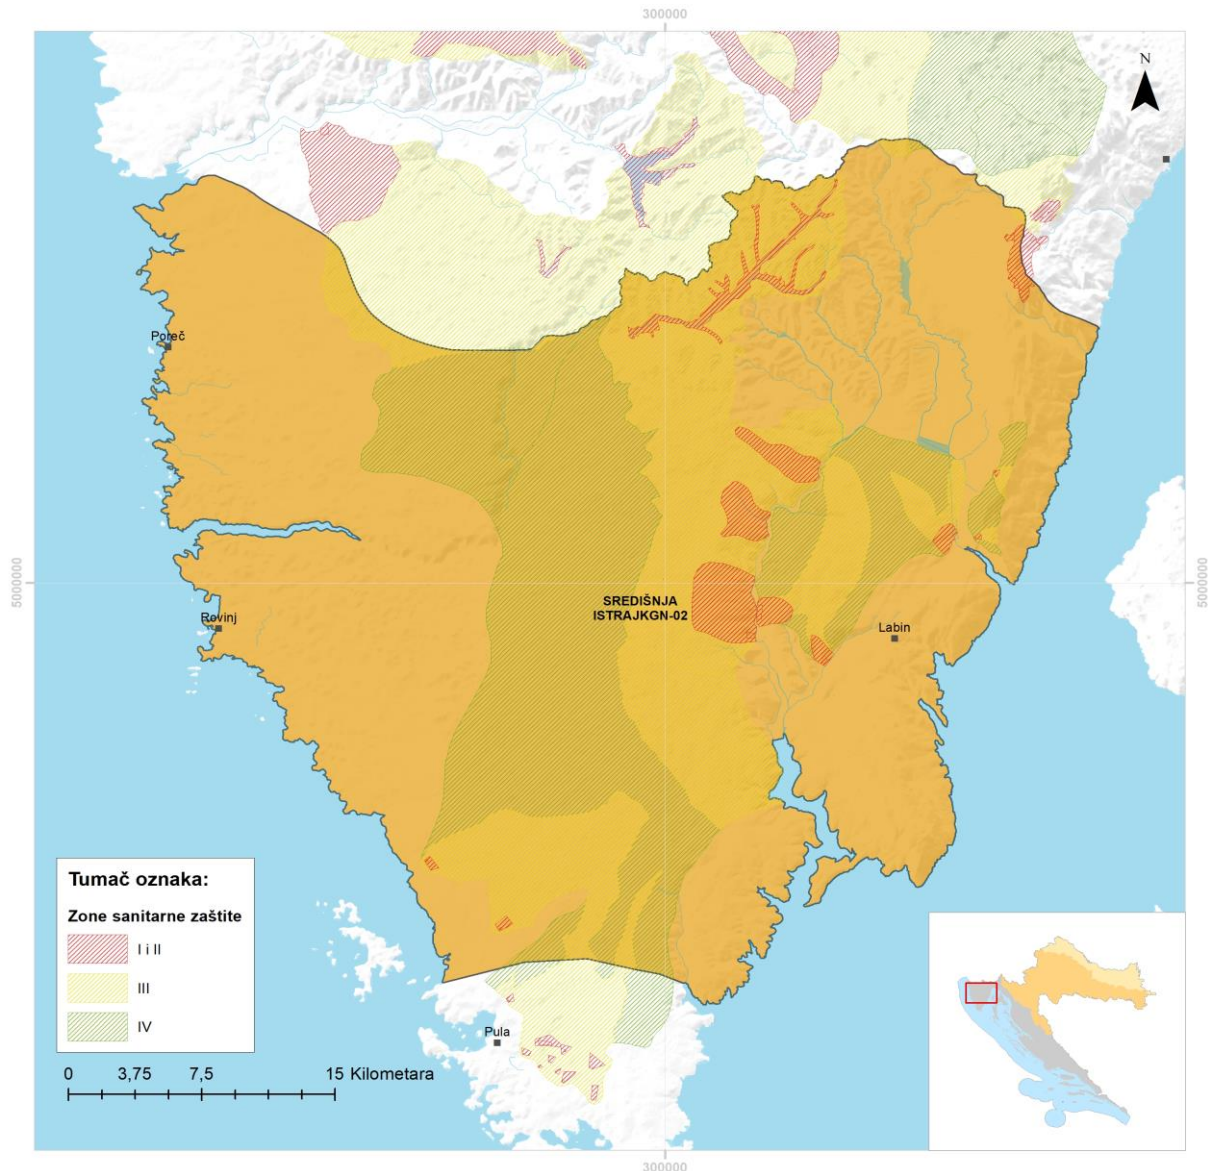 300000
N
Poreč
5000000
5000000
SREDIŠNJA
ISTRAJKGN-02
Rovinj
Labin
Tumač oznaka:
Zone sanitarne zaštite
I i II
III
IV
Pula
0 3,75 7,5 15 Kilometara
300000